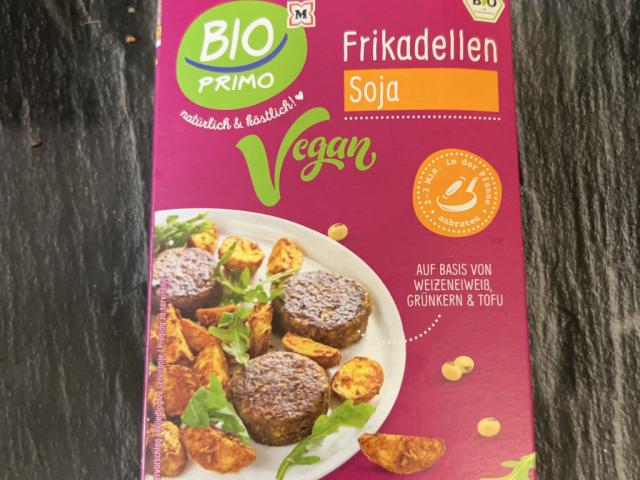 M
BIO
PRIMO
natürlich & köstlich!
BIO
Frikadellen
Soja
Vegan
2-3 Min. in der Pfanne
anbraten
AUF BASIS VON
WEIZENEIWEIß,
GRÜNKERN & TOFU